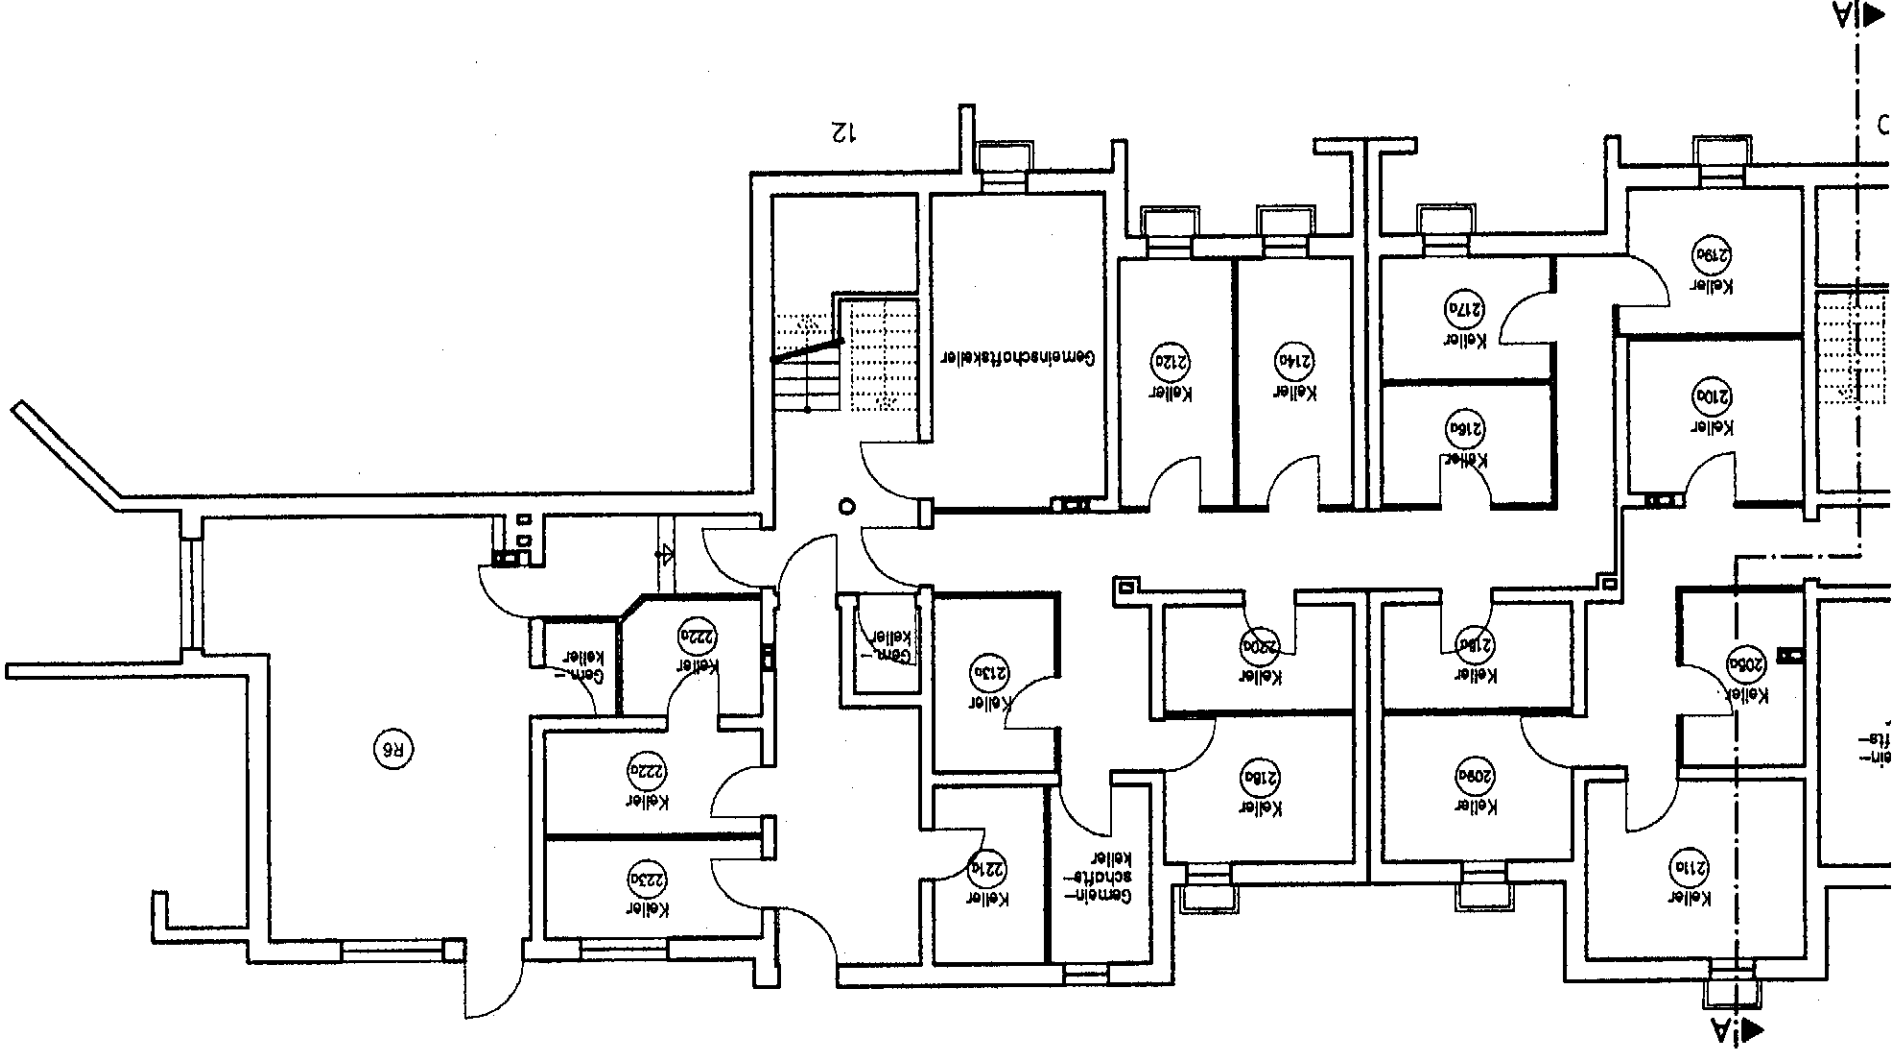 A
Keller
211a
Keller
209a
Keller
218a
Gemein-
schafts-
keller
Keller
221a
Keller
223a
Keller
222a
R6
Keller
205a
Keller
Keller
220a
Keller
213a
Gem.-
keller
Keller
222a
Gem.-
keller
Keller
210a
Keller
216a
Keller
214a
Keller
212a
Gemeinschaftskeller
Keller
219a
Keller
217a
12
A